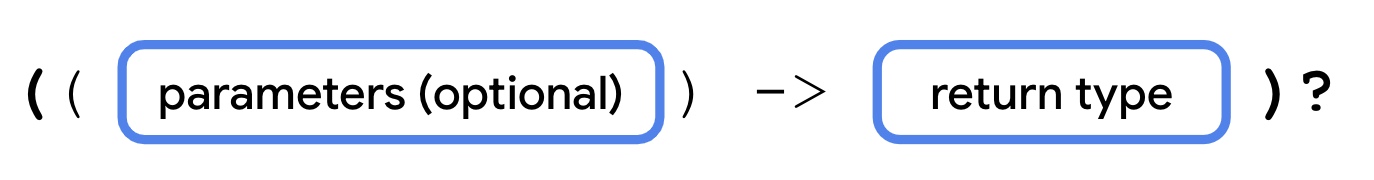 ( ( parameters (optional) ) -> return type ) ?